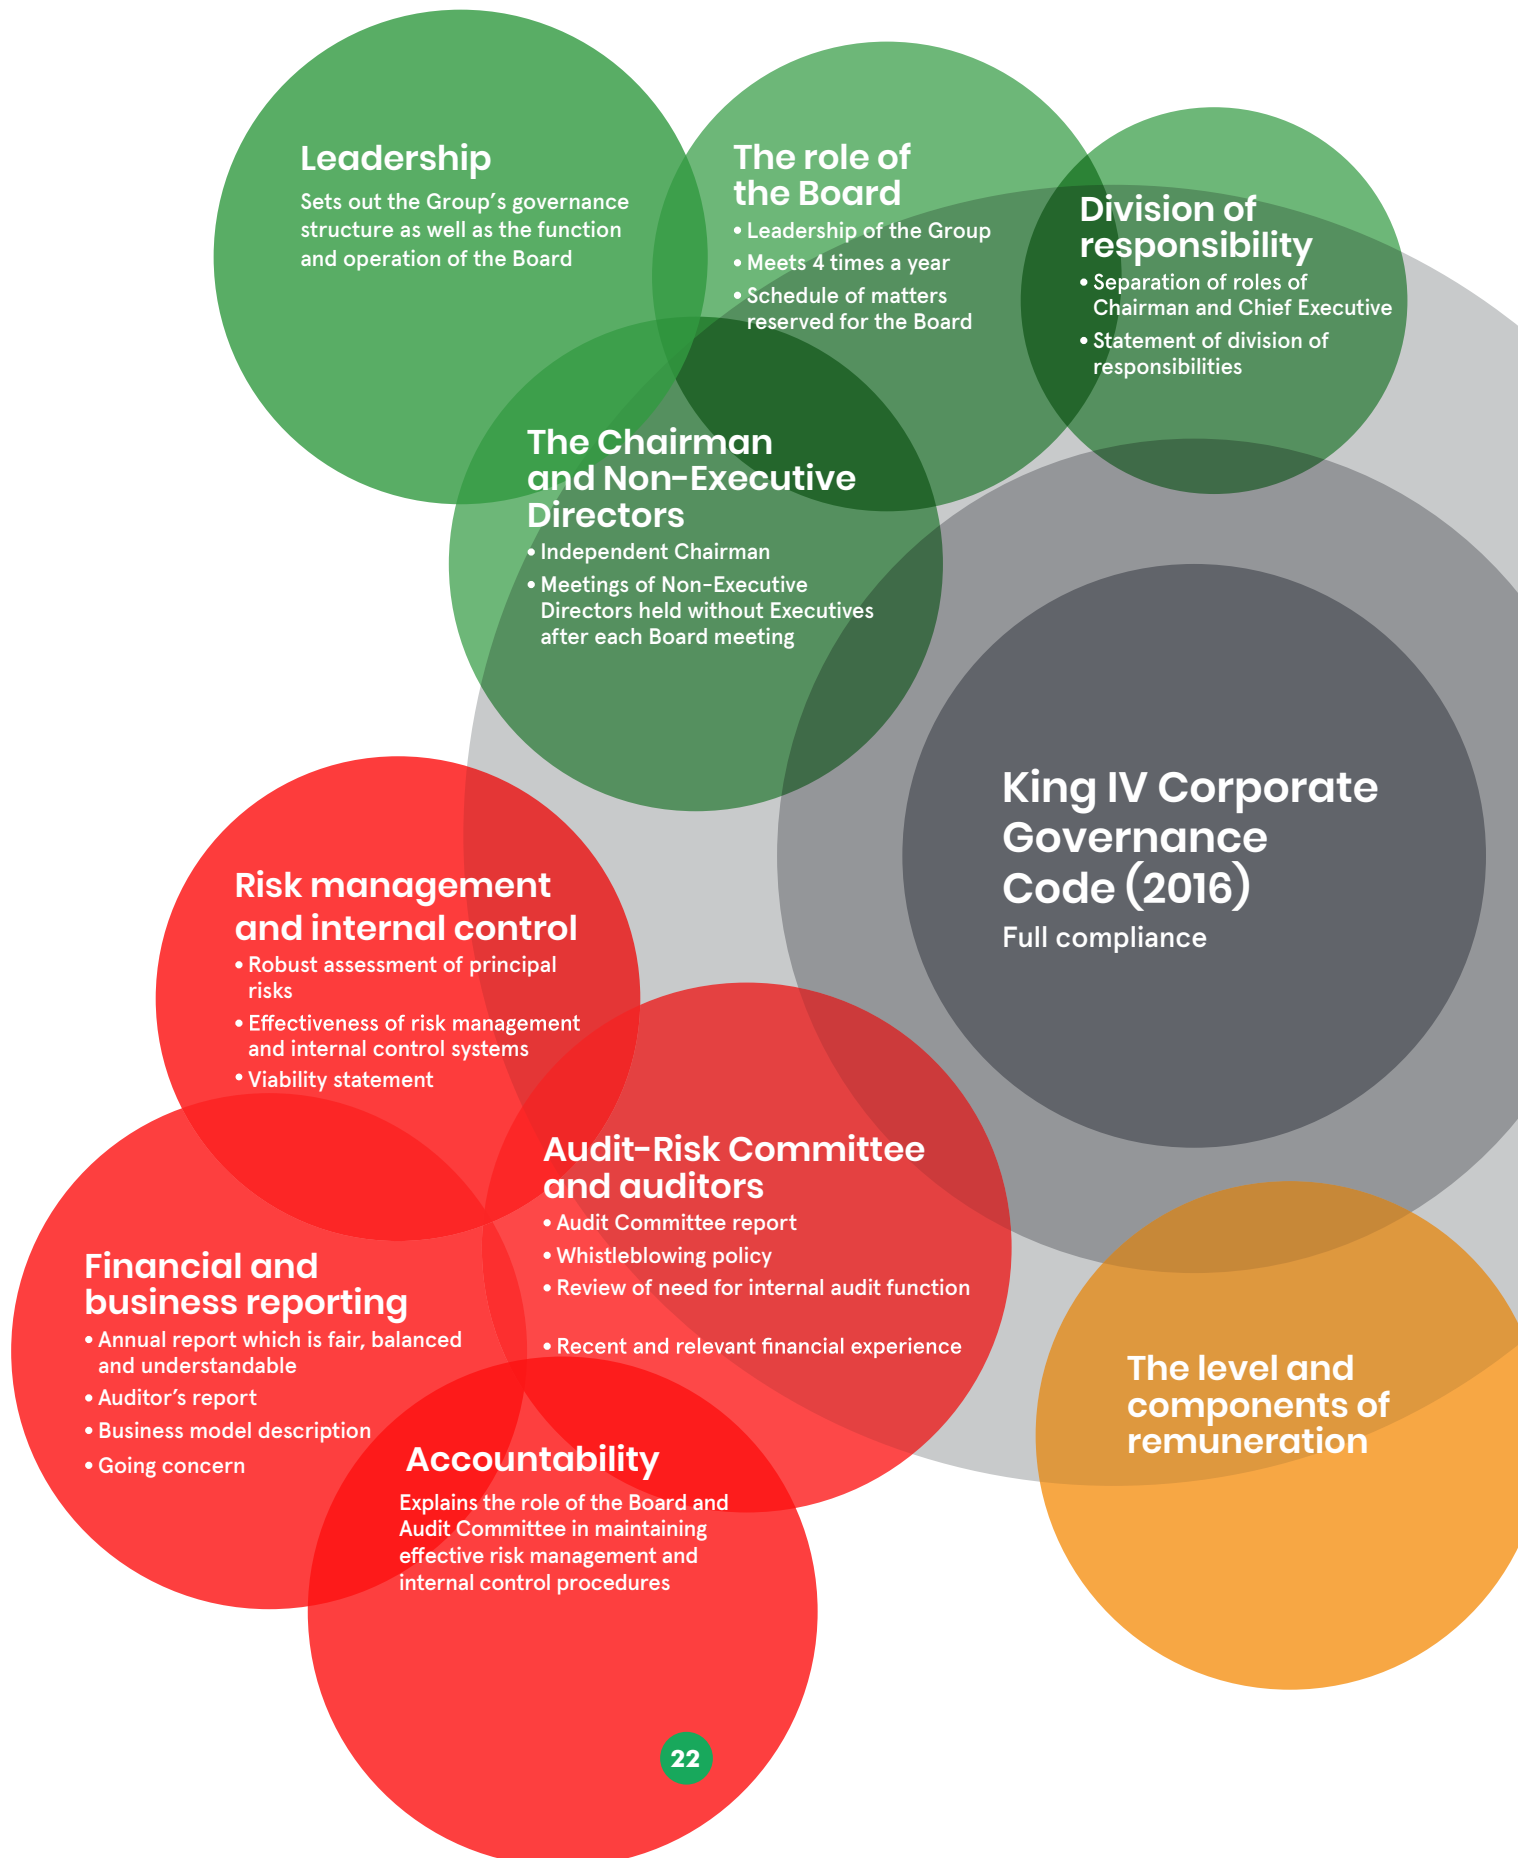 Leadership
Sets out the Group's governance
structure as well as the function
and operation of the Board
The role of
the Board
• Leadership of the Group
• Meets 4 times a year
• Schedule of matters
reserved for the Board
Division of
responsibility
• Separation of roles of
Chairman and Chief Executive
• Statement of division of
responsibilities
The Chairman
and Non-Executive
Directors
• Independent Chairman
• Meetings of Non-Executive
Directors held without Executives
after each Board meeting
King IV Corporate
Governance
Code (2016)
Full compliance
Risk management
and internal control
• Robust assessment of principal
risks
• Effectiveness of risk management
and internal control systems
• Viability statement
Audit-Risk Committee
and auditors
• Audit Committee report
• Whistleblowing policy
• Review of need for internal audit function
• Recent and relevant financial experience
Financial and
business reporting
• Annual report which is fair, balanced
and understandable
• Auditor's report
• Business model description
• Going concern
The level and
components of
remuneration
Accountability
Explains the role of the Board and
Audit Committee in maintaining
effective risk management and
internal control procedures
22